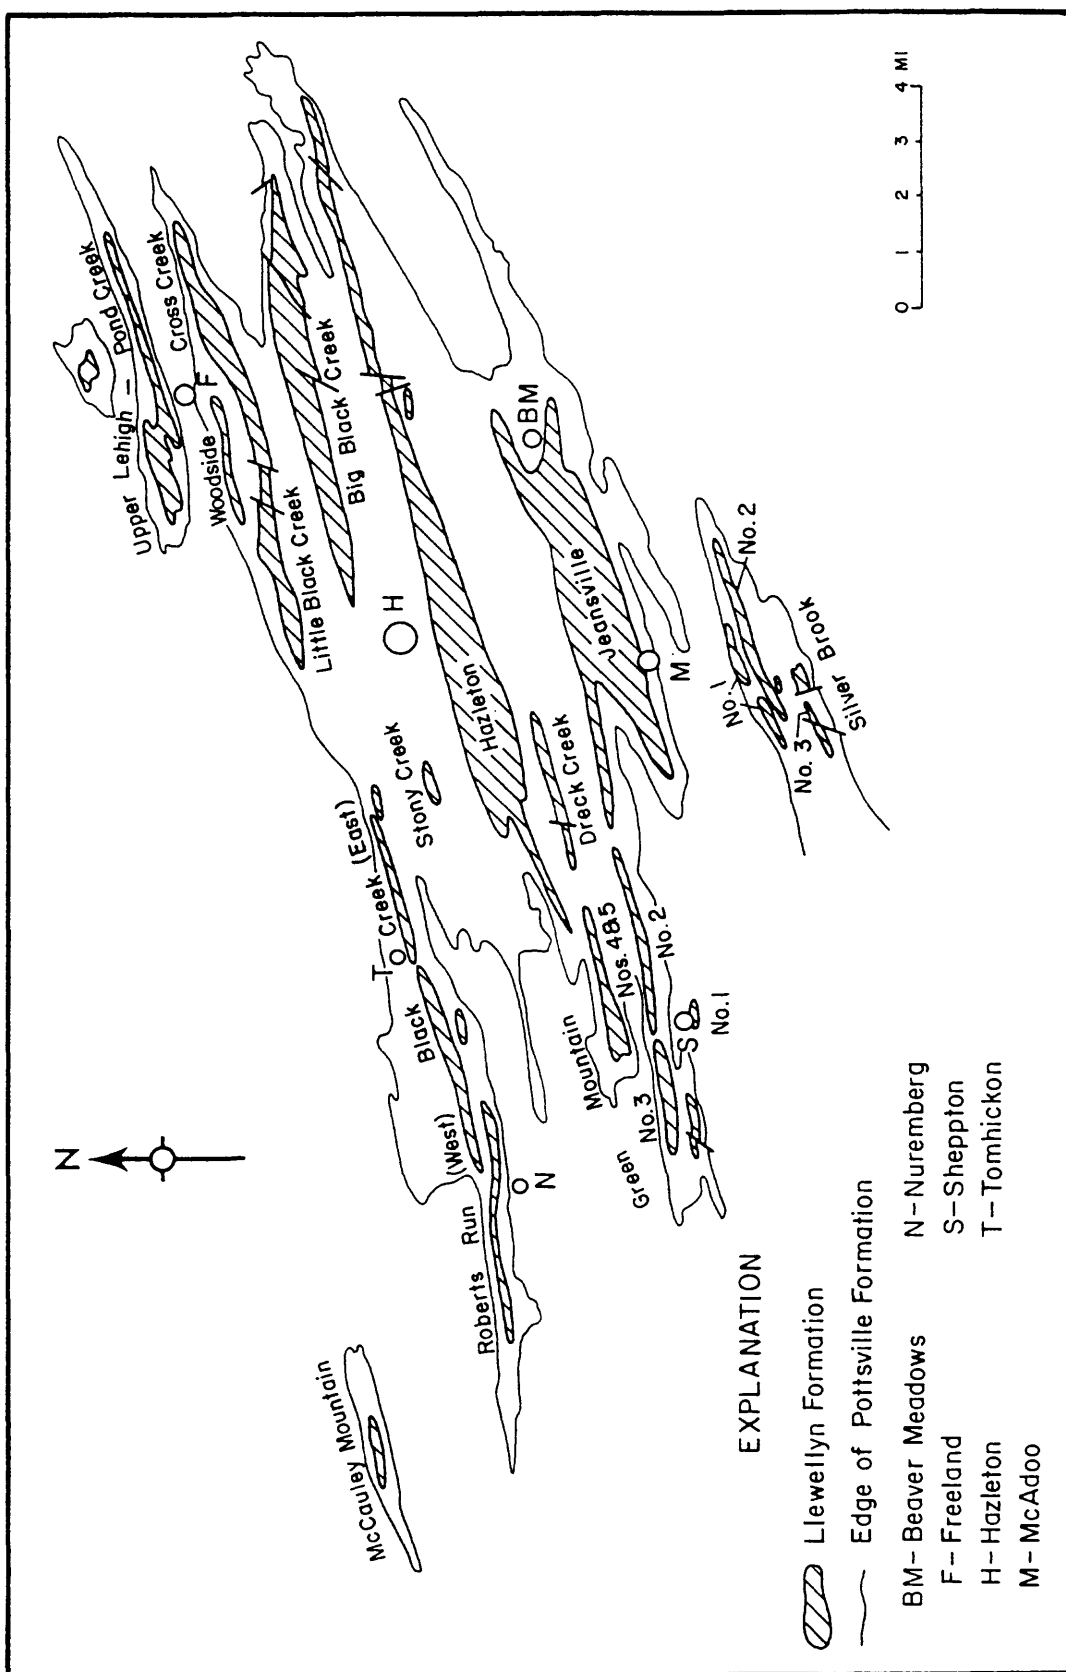 N
McCauley Mountain
Roberts Run
(West)
Black
Creek
(East)
T
N
Stony Creek
Upper Lehigh – Pond Creek
Cross Creek
F
Woodside
Little Black Creek
Big Black Creek
H
Hazleton
BM
Jeansville
M
Dreck Creek
Green
Mountain
Nos. 4&5
No. 3
No. 2
S
No. 1
No. 1
No. 2
No. 3
Silver Brook
0 1 2 3 4 MI
EXPLANATION
Llewellyn Formation
Edge of Pottsville Formation
BM– Beaver Meadows
F– Freeland
H– Hazleton
M– McAdoo
N– Nuremberg
S– Sheppton
T– Tomhickon